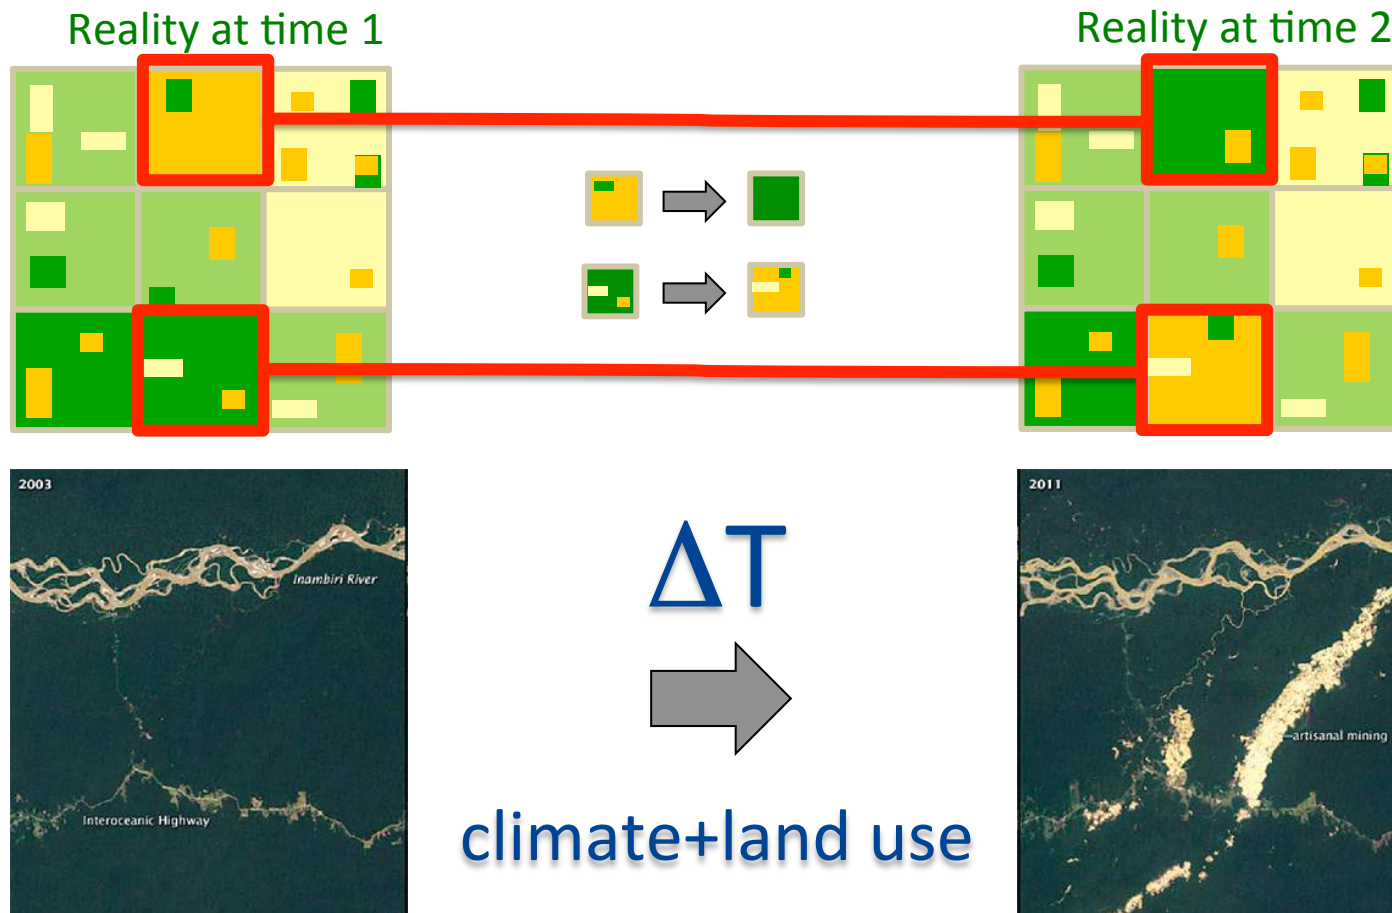 Reality at time 1
Reality at time 2
2003
Inambiri River
Interoceanic Highway
ΔT
climate+land use
2011
artisanal mining